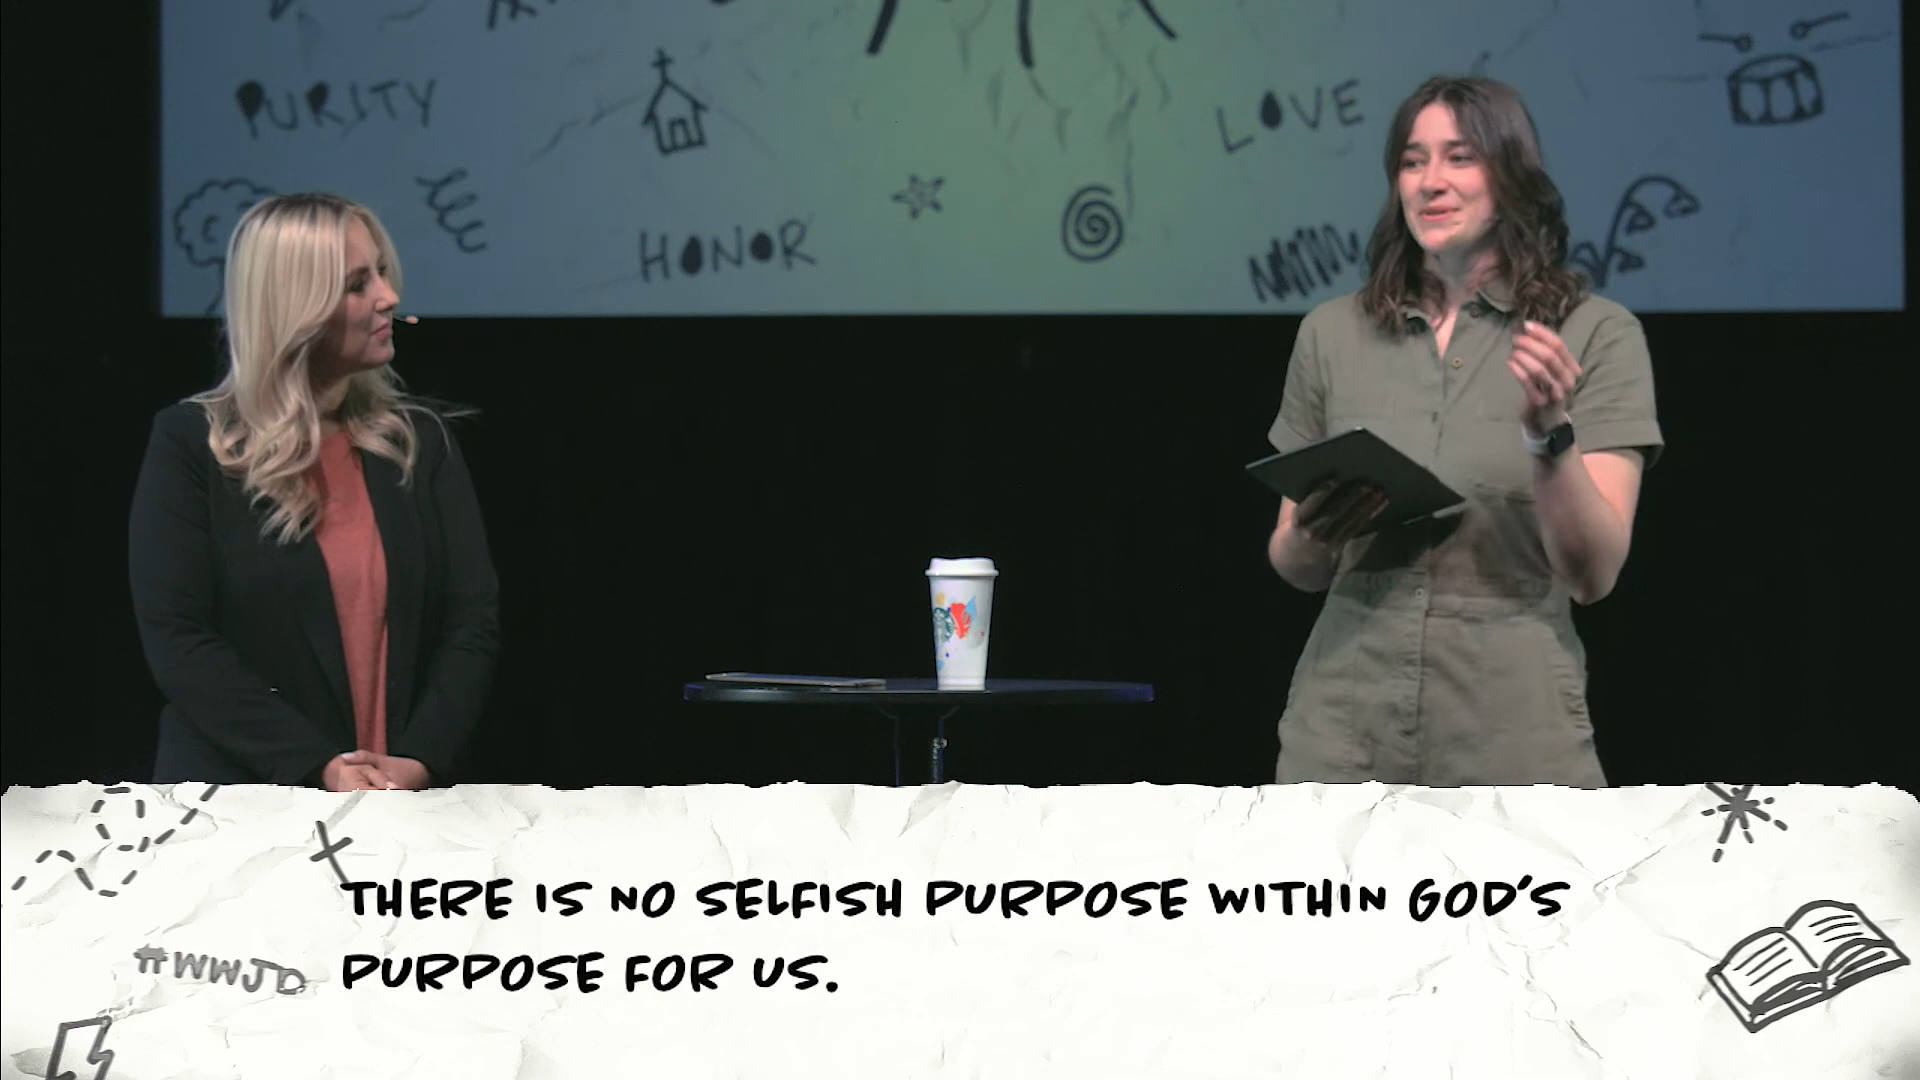 PURITY
LOVE
HONOR
THERE IS NO SELFISH PURPOSE WITHIN GOD'S
#WWJD
PURPOSE FOR US.